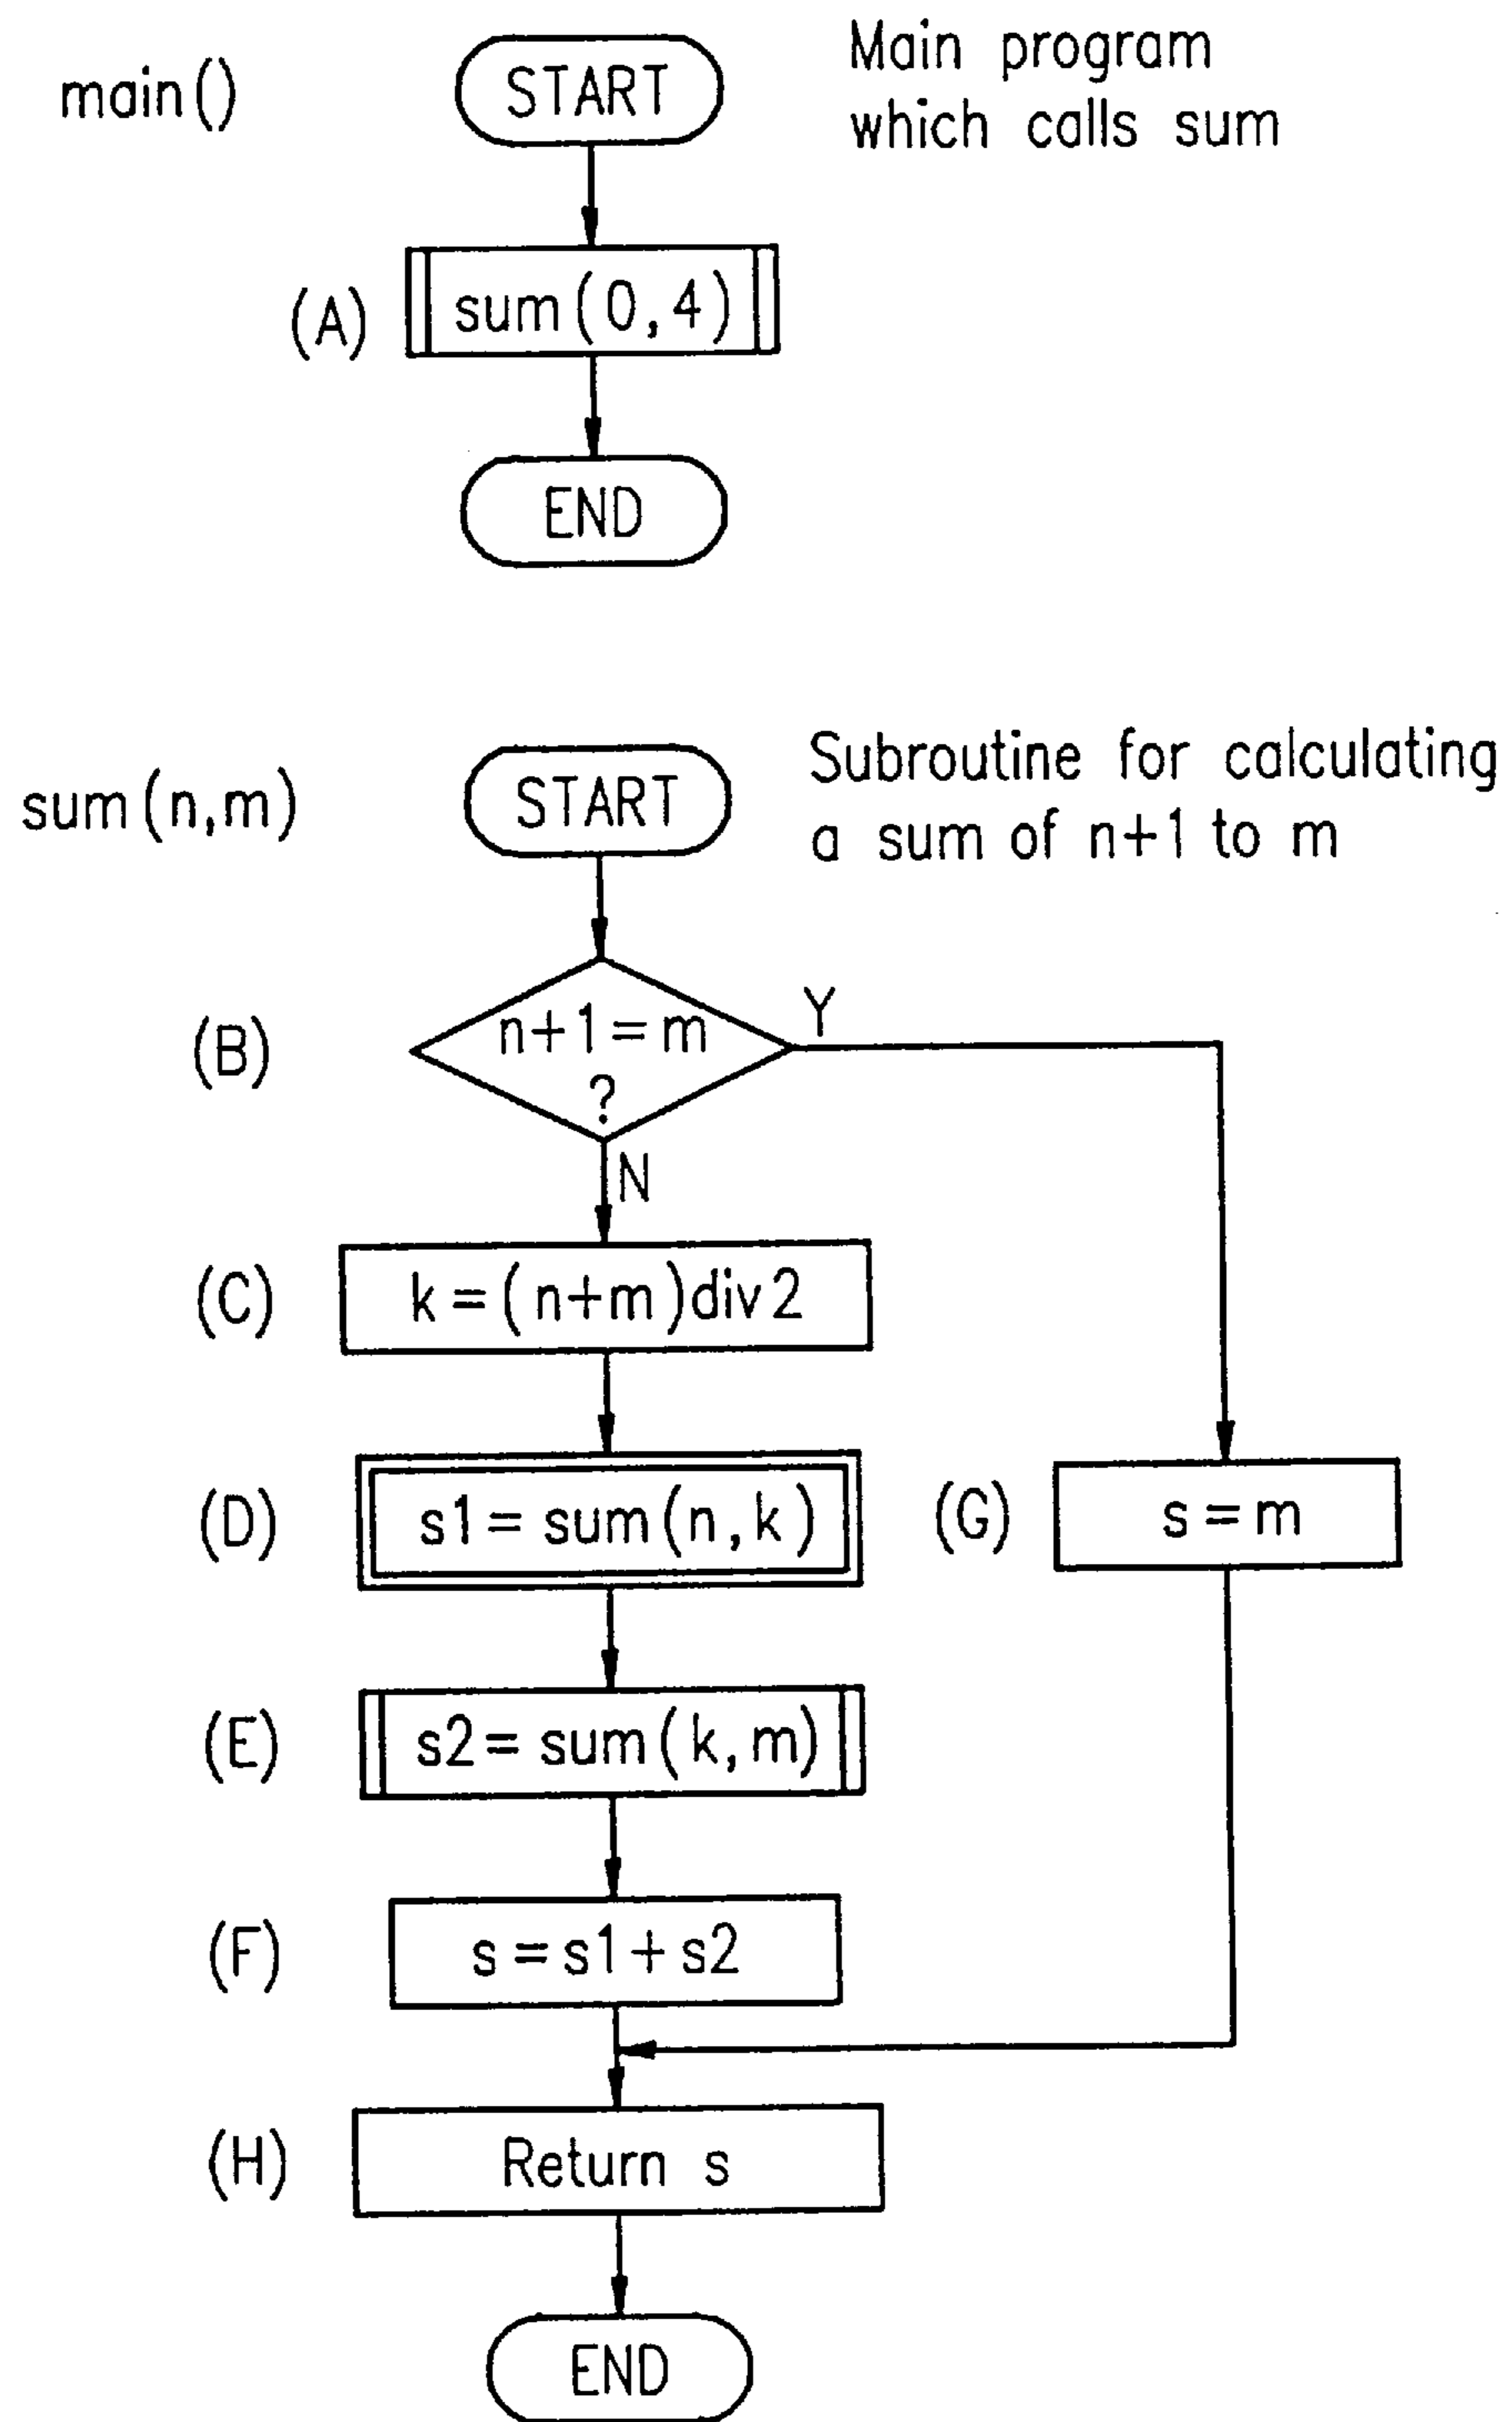 main()
START
Main program
which calls sum
(A)
sum(0,4)
END
sum(n,m)
START
Subroutine for calculating
a sum of n+1 to m
(B)
n+1=m
?
Y
N
(C)
k=(n+m)div2
(D)
s1=sum(n,k)
(G)
s=m
(E)
s2=sum(k,m)
(F)
s=s1+s2
(H)
Return s
END